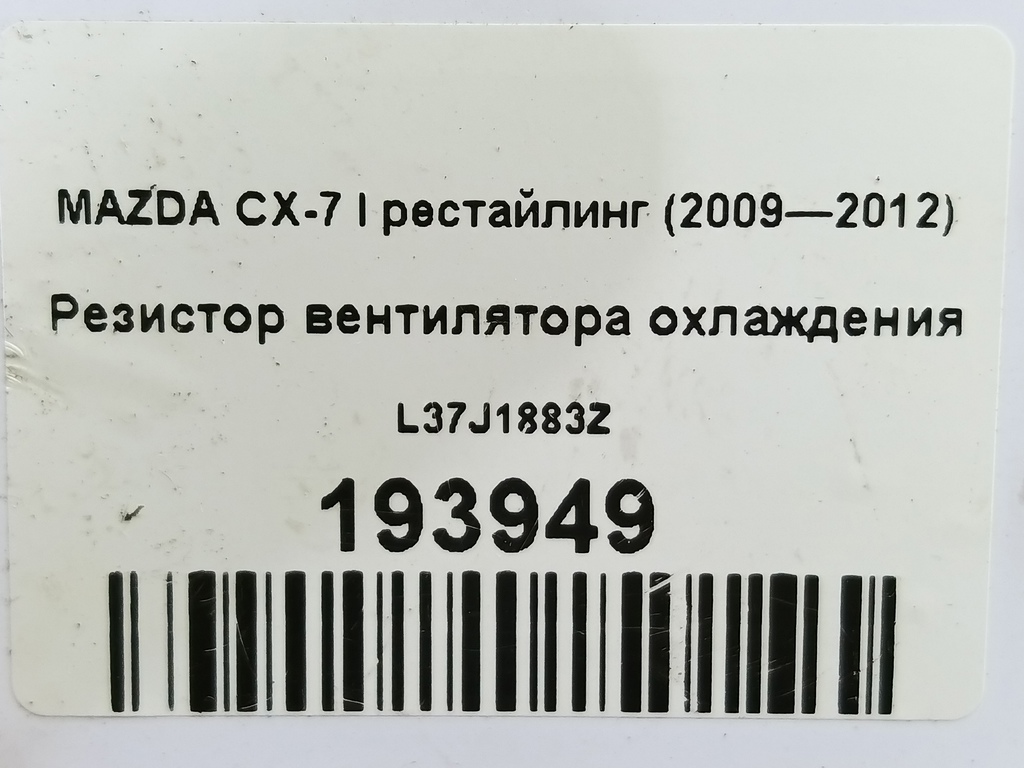 MAZDA CX-7 I рестайлинг (2009—2012)
Резистор вентилятора охлаждения
L37J1883Z
193949